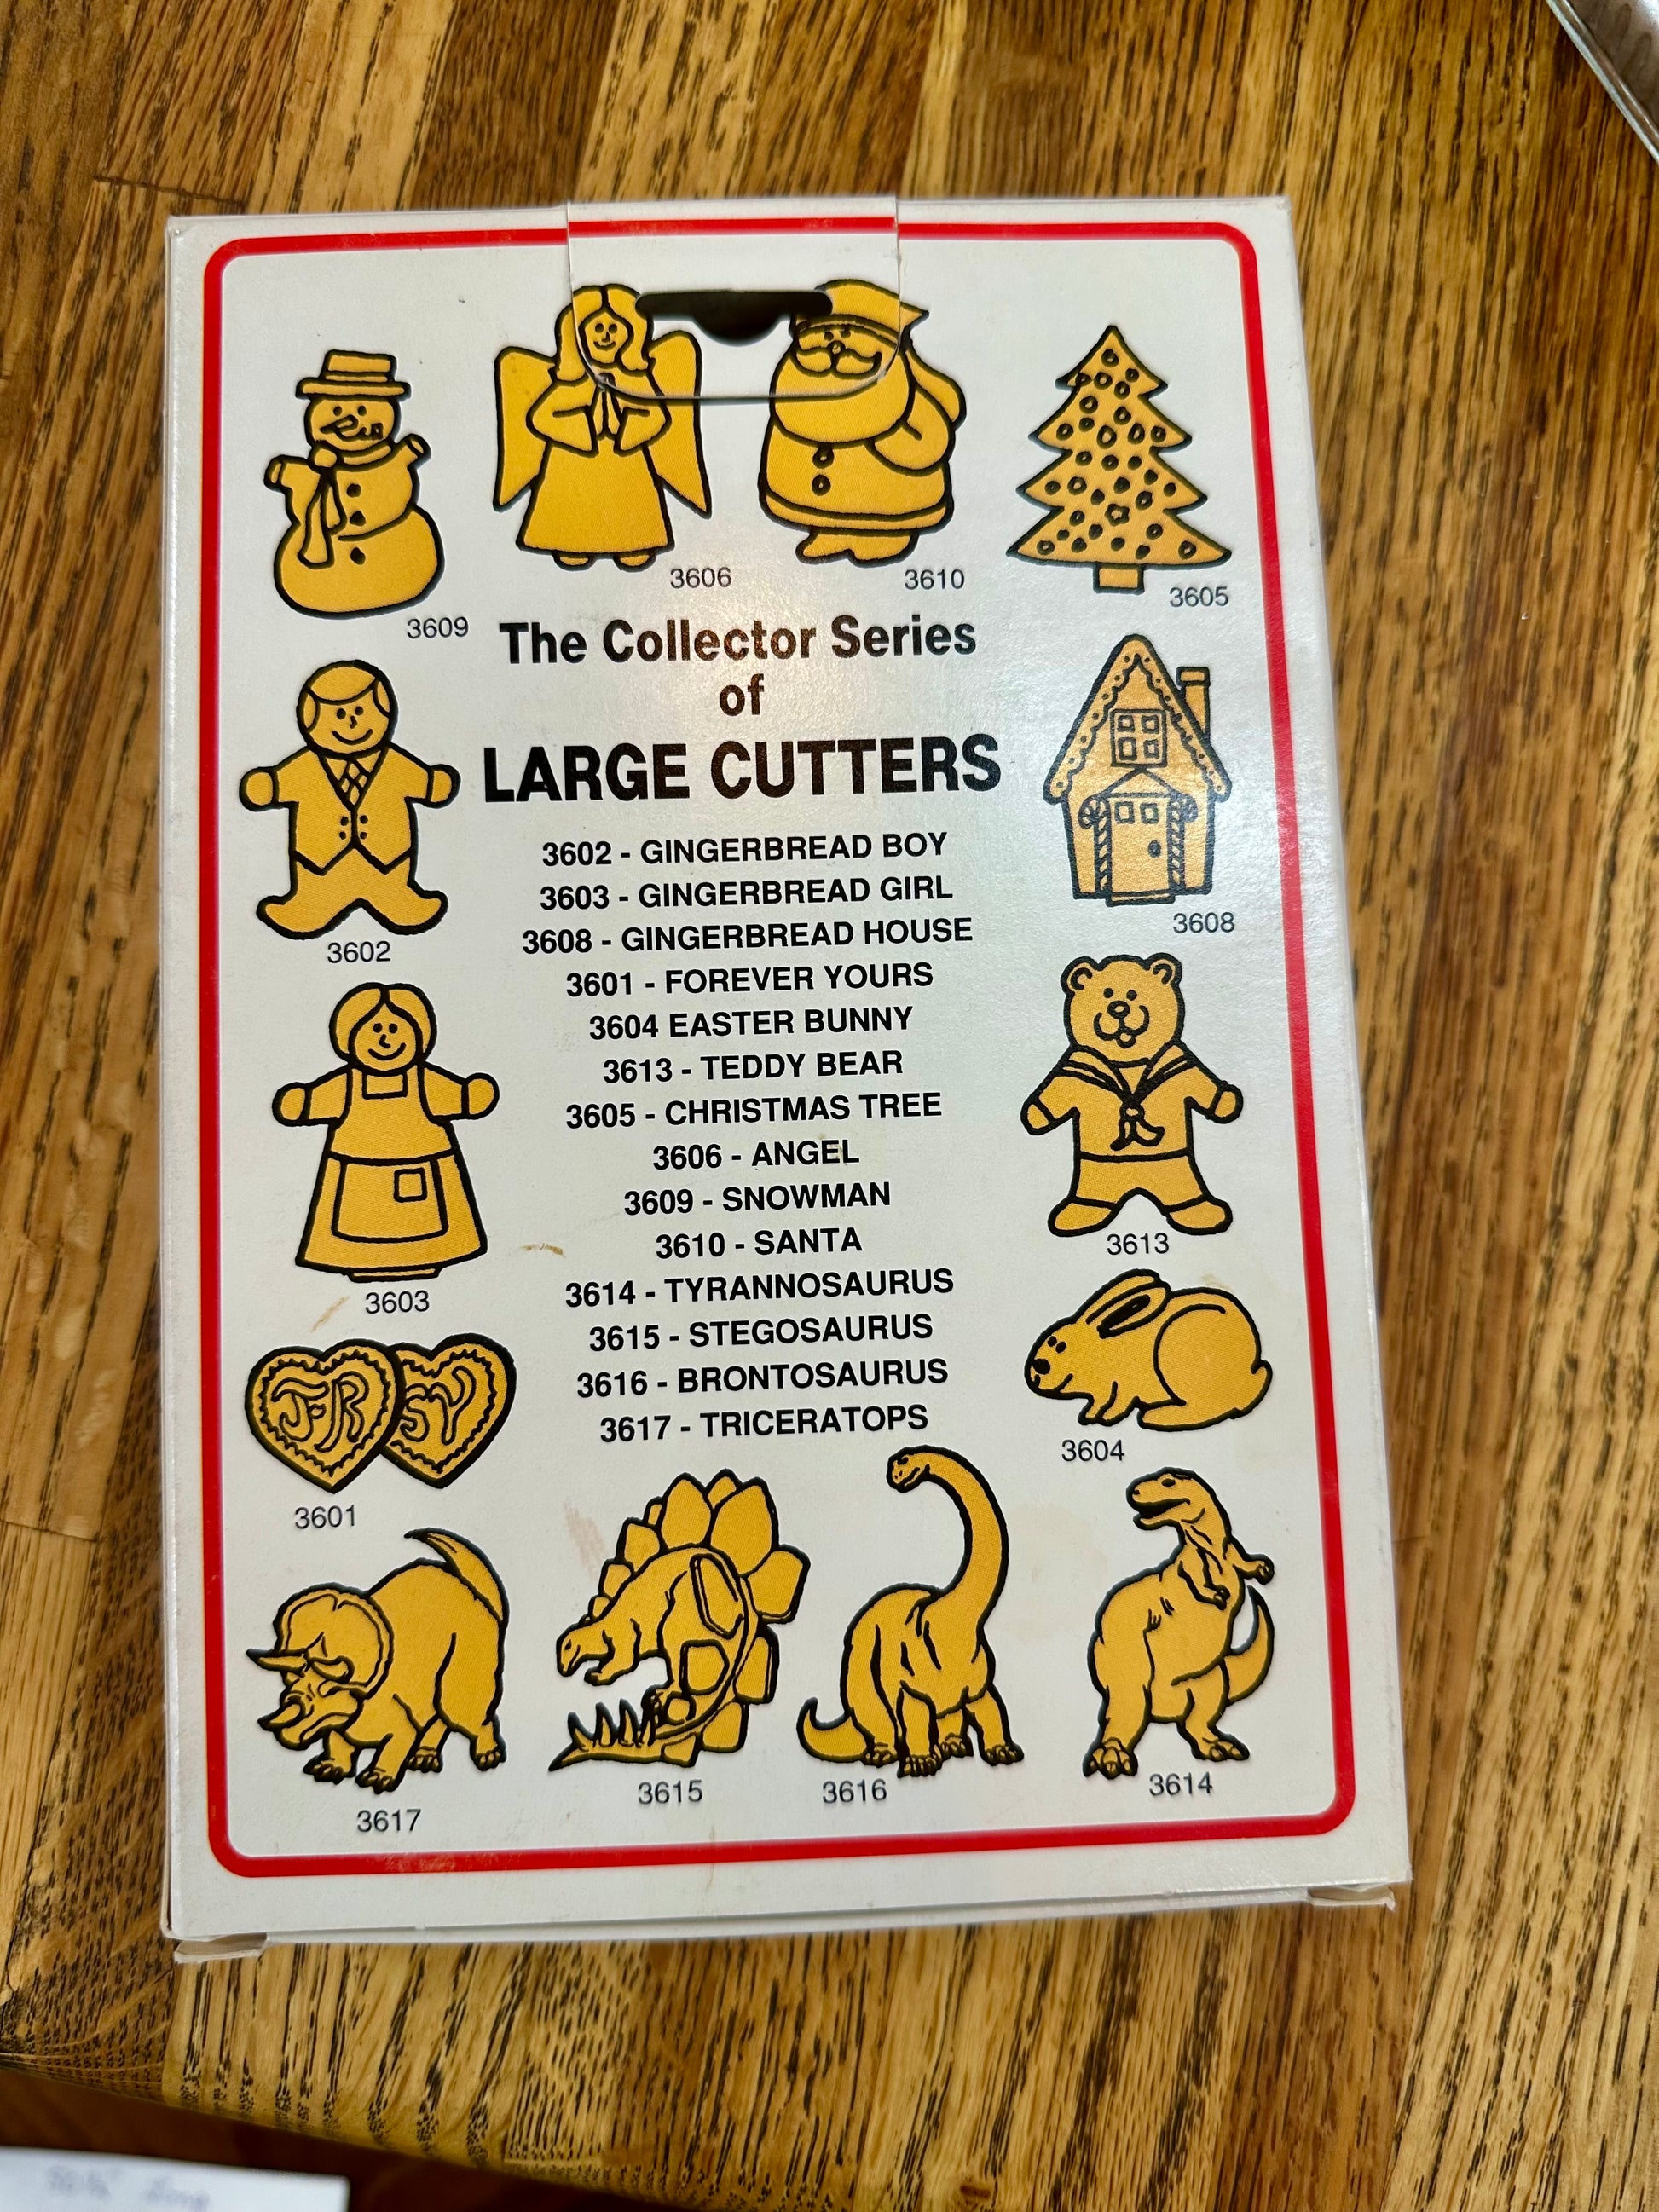 3609
3606
3610
3605
The Collector Series
of
LARGE CUTTERS
3602 - GINGERBREAD BOY
3603 - GINGERBREAD GIRL
3608 - GINGERBREAD HOUSE
3601 - FOREVER YOURS
3604 EASTER BUNNY
3613 - TEDDY BEAR
3605 - CHRISTMAS TREE
3606 - ANGEL
3609 - SNOWMAN
3610 - SANTA
3614 - TYRANNOSAURUS
3615 - STEGOSAURUS
3616 - BRONTOSAURUS
3617 - TRICERATOPS
3602
3608
3603
3613
JR
SY
3601
3604
3617
3615
3616
3614